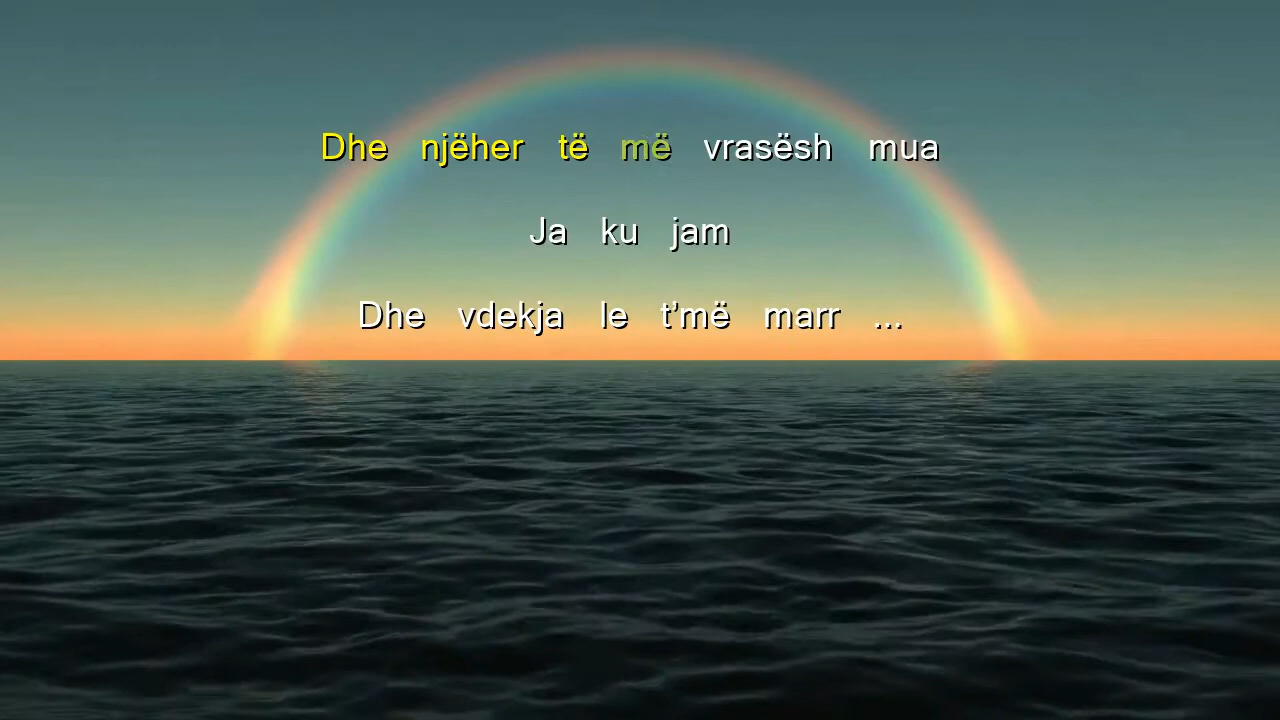 Dhe njëher të më vrasësh mua
Ja ku jam
Dhe vdekja le t’më marr ...